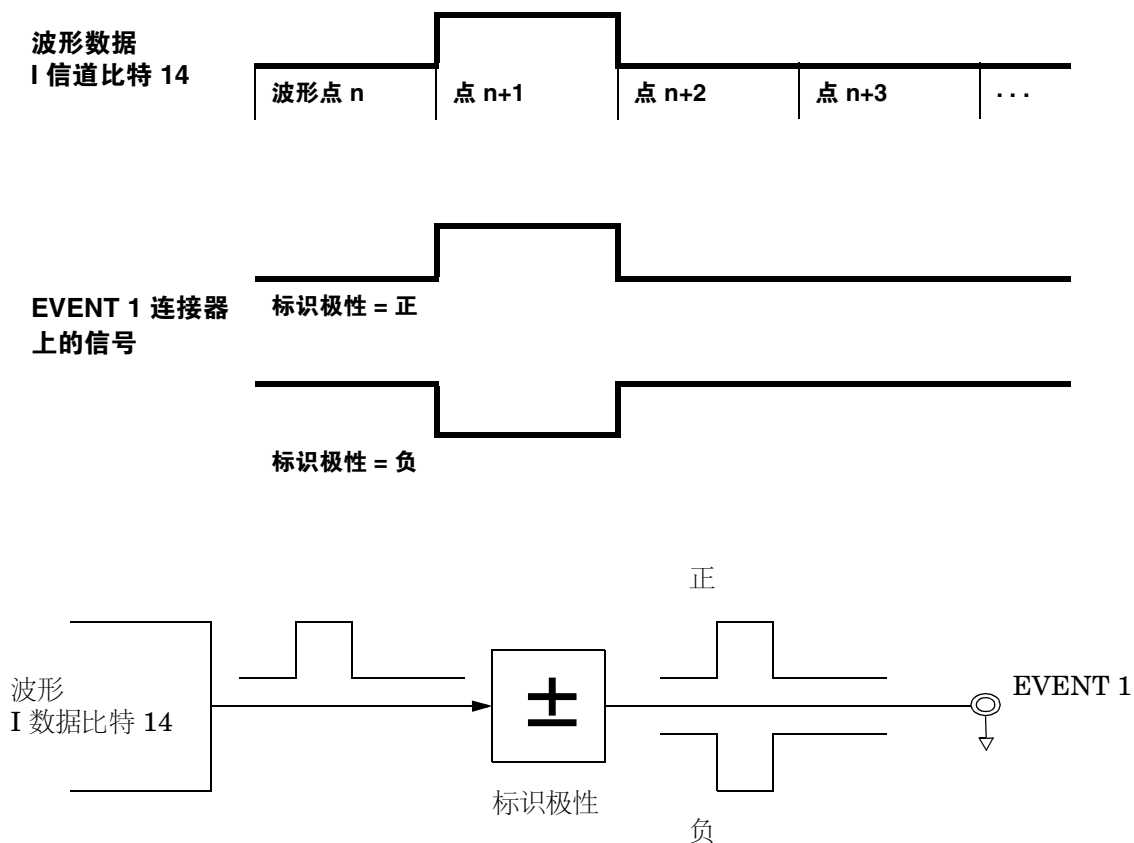 波形数据
I 信道比特 14
波形点 n
点 n+1
点 n+2
点 n+3
· · ·
EVENT 1 连接器
上的信号
标识极性 = 正
标识极性 = 负
正
波形
I 数据比特 14
±
EVENT 1
标识极性
负